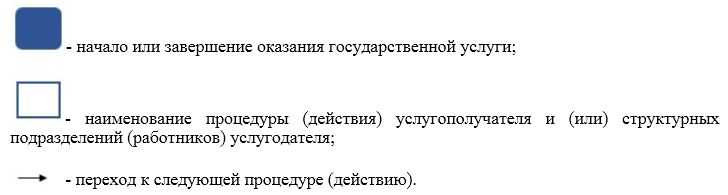 - начало или завершение оказания государственной услуги;
- наименование процедуры (действия) услугополучателя и (или) структурных
подразделений (работников) услугодателя;
- переход к следующей процедуре (действию).